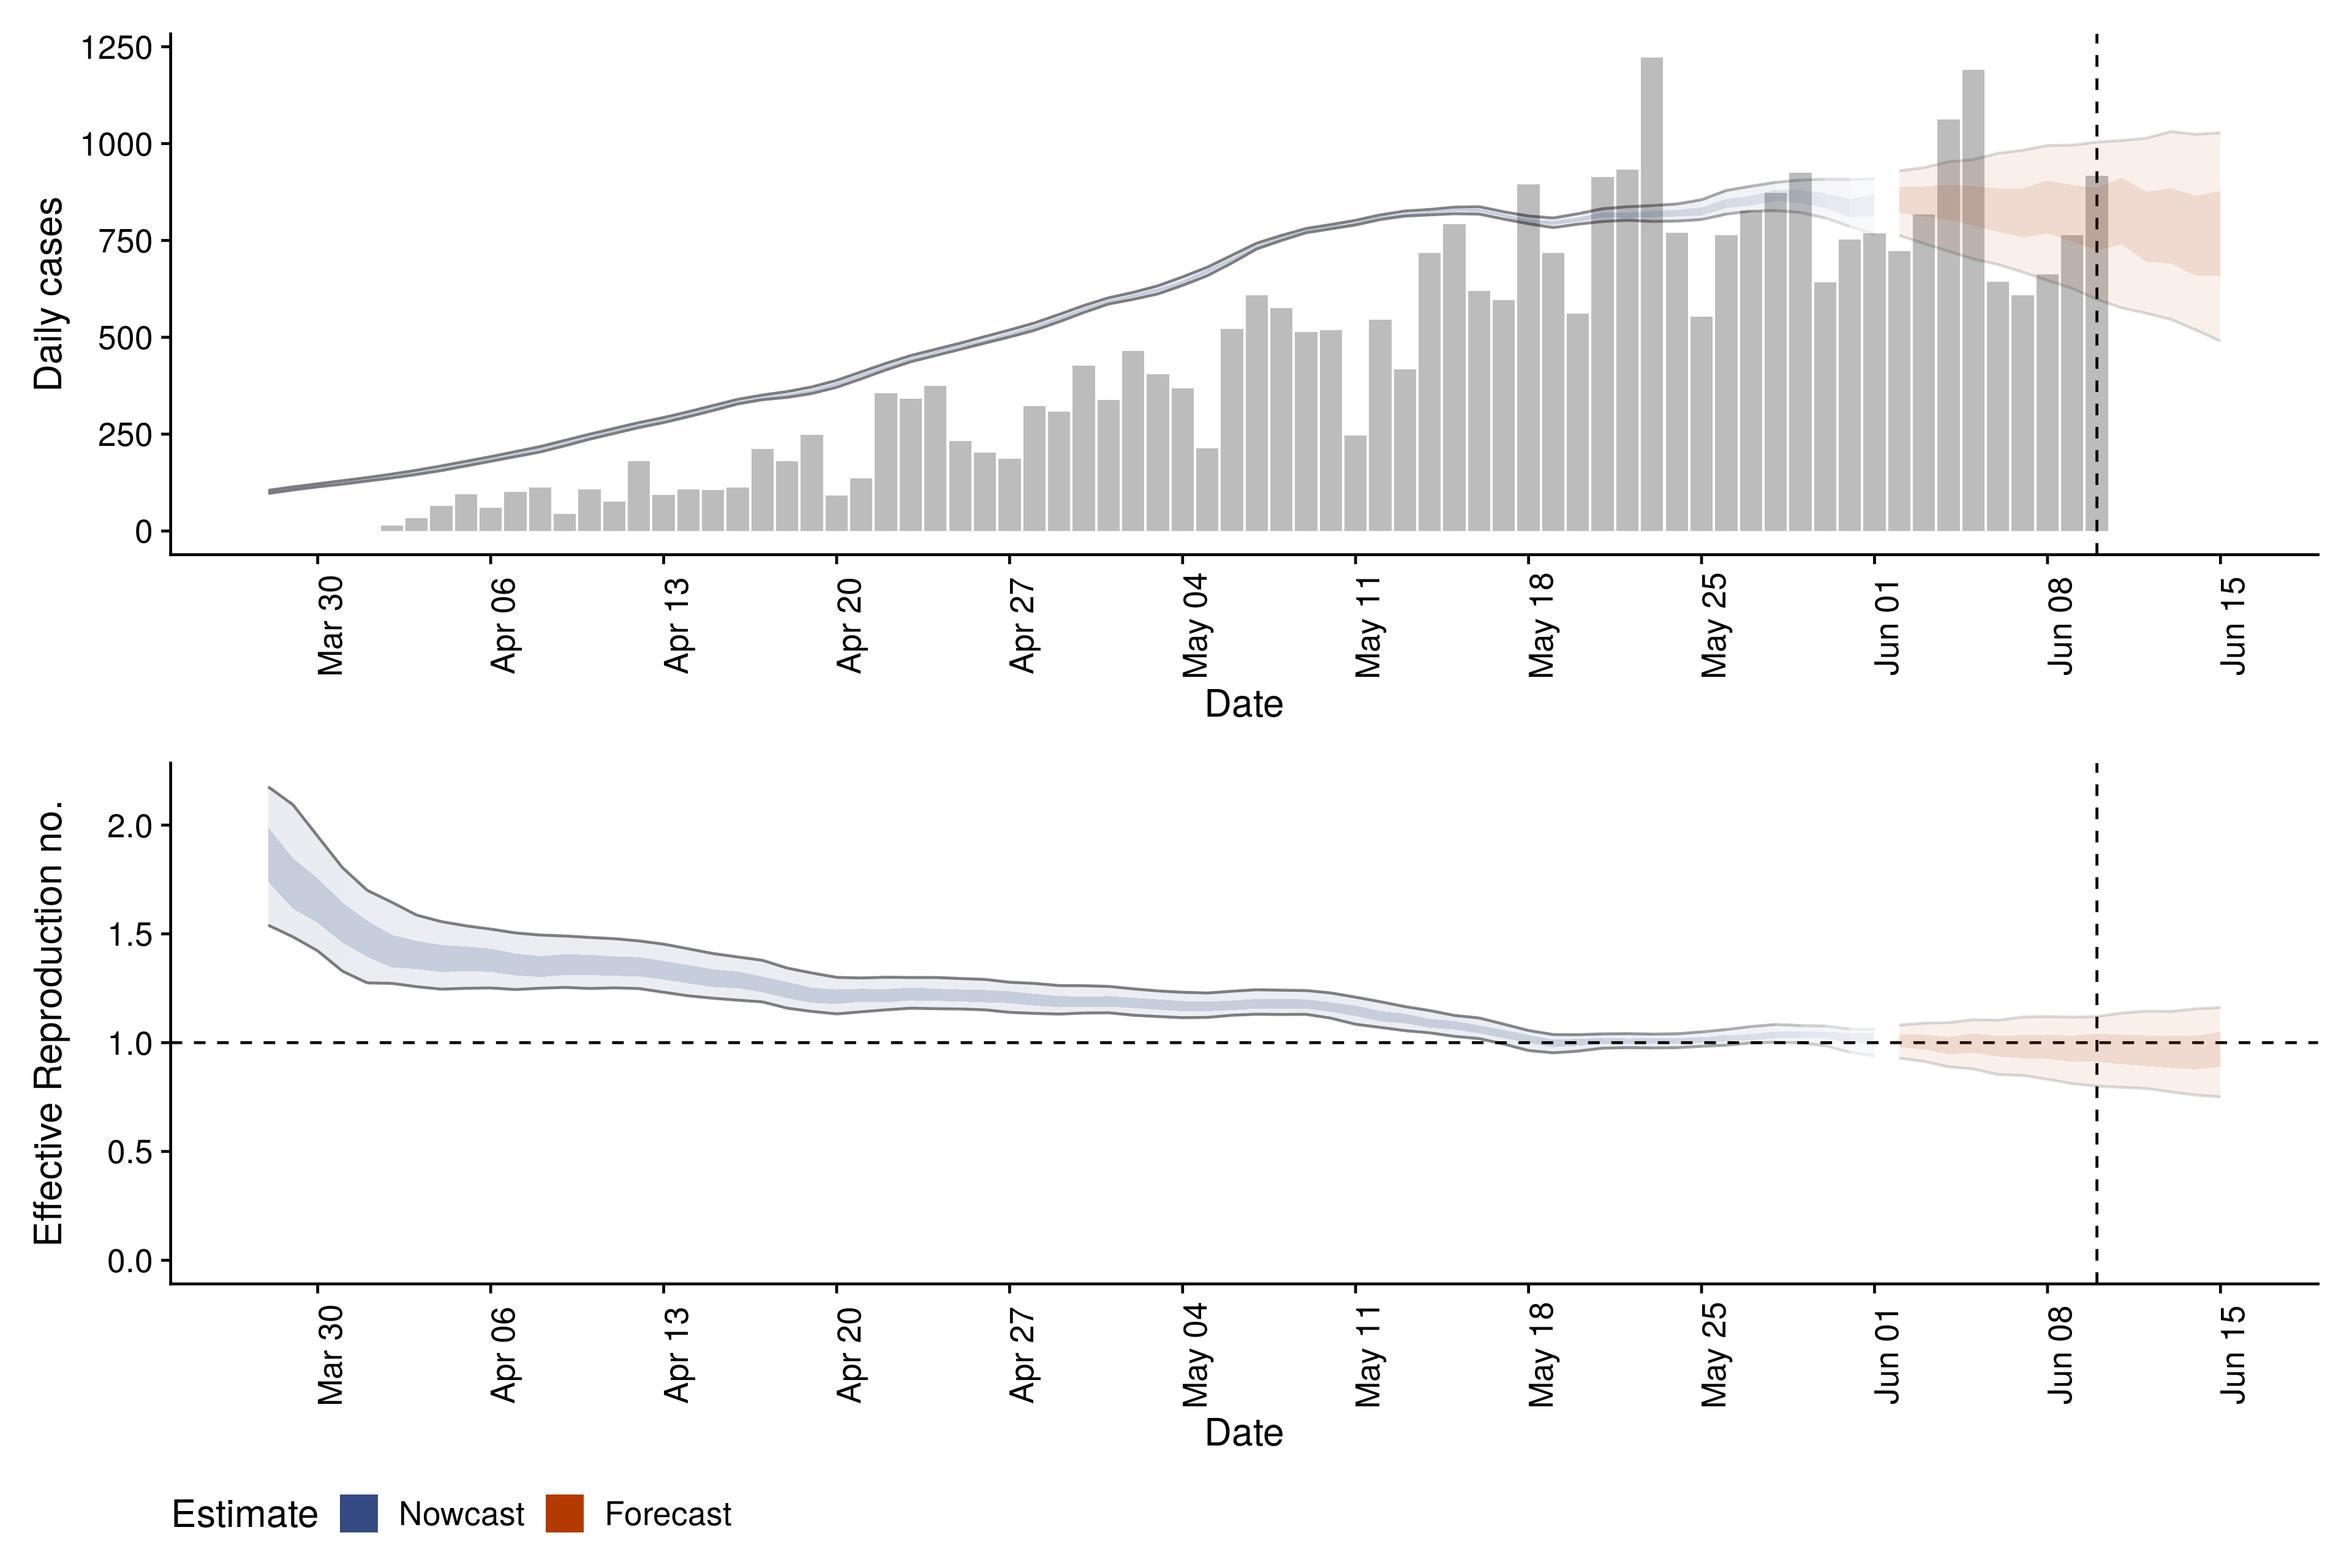 Daily cases
1250
1000
750
500
250
0
Mar 30
Apr 06
Apr 13
Apr 20
Apr 27
May 04
May 11
May 18
May 25
Jun 01
Jun 08
Jun 15
Date
Effective Reproduction no.
2.0
1.5
1.0
0.5
0.0
Mar 30
Apr 06
Apr 13
Apr 20
Apr 27
May 04
May 11
May 18
May 25
Jun 01
Jun 08
Jun 15
Date
Estimate Nowcast Forecast